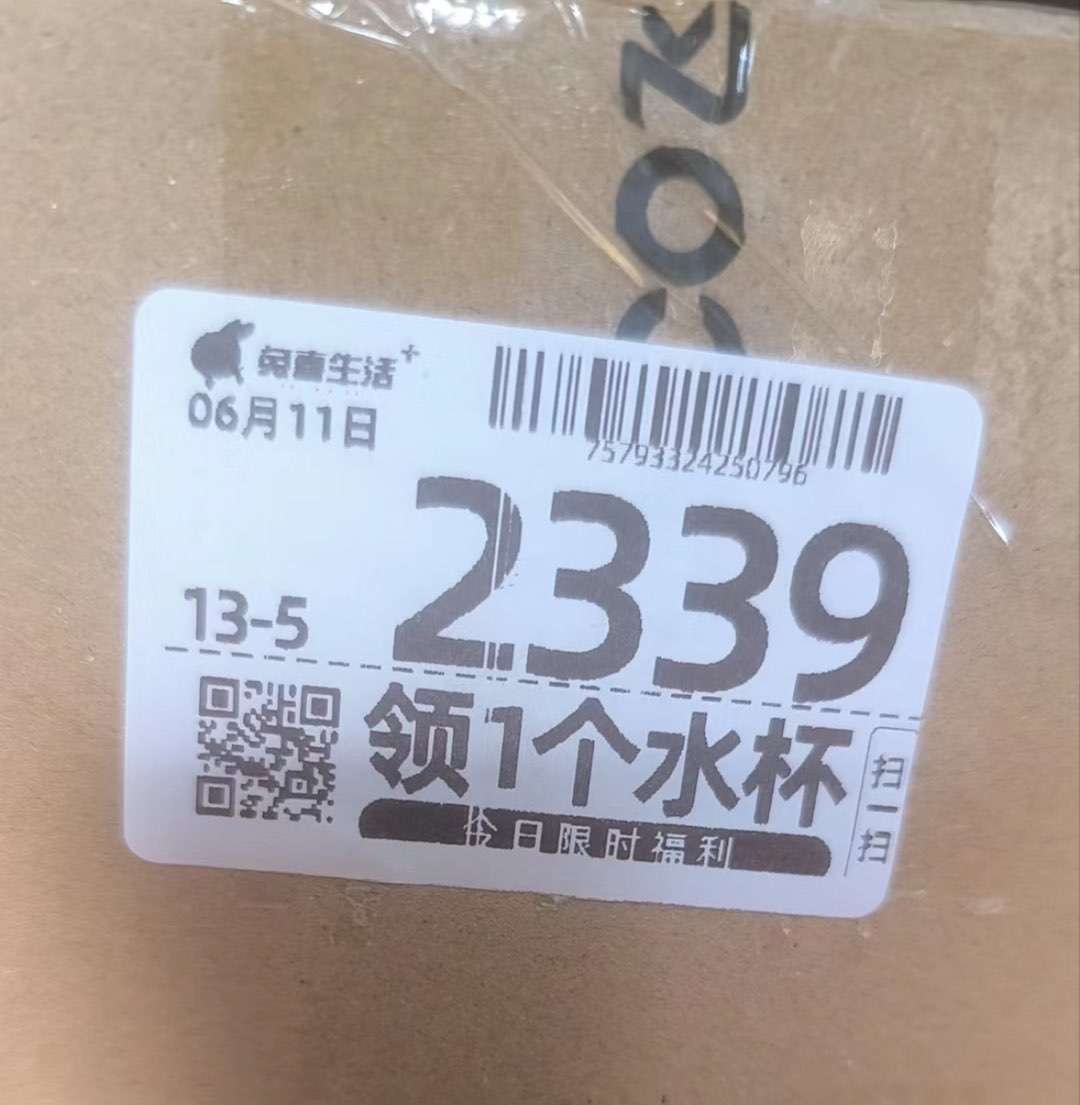 兔喜生活+
06月11日
75793324250796
2339
13-5
领1个水杯
今日限时福利
扫一扫